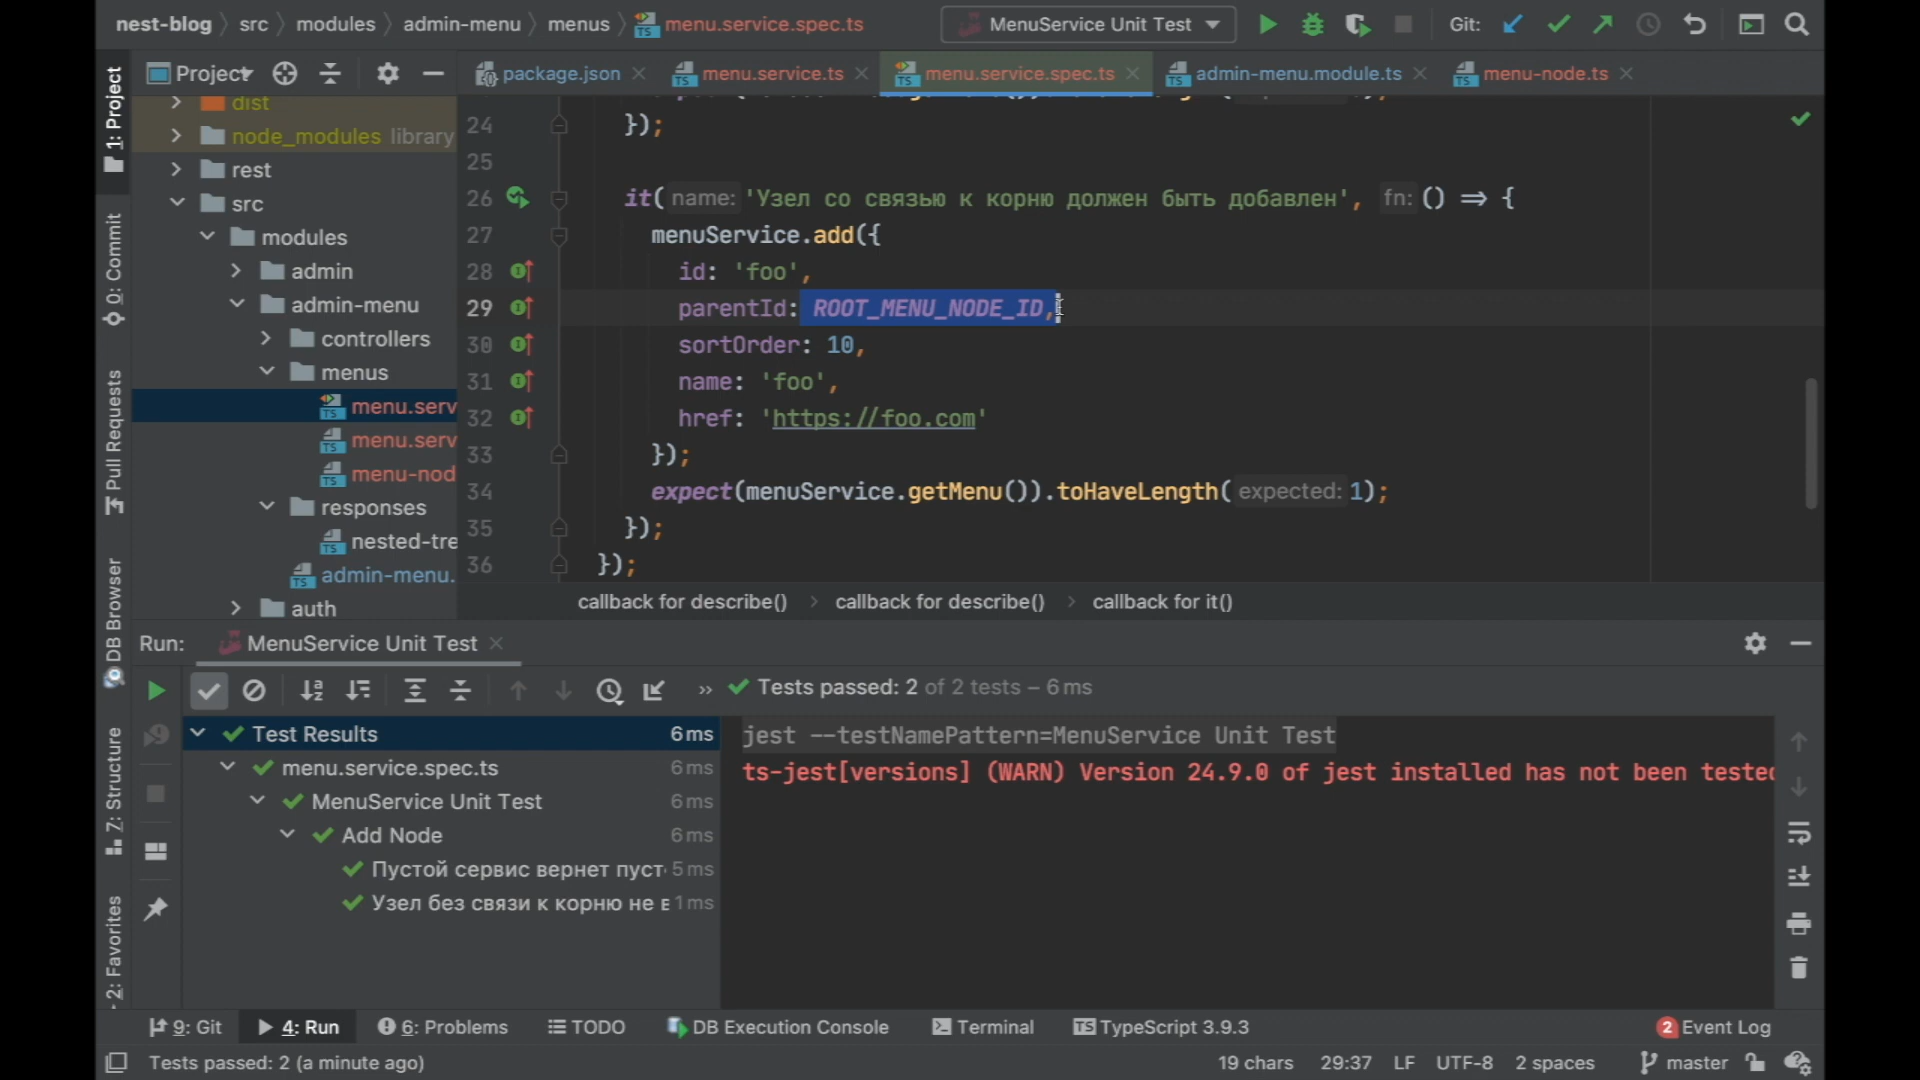 nest-blog src modules admin-menu menus menu.service.spec.ts MenuService Unit Test Git:
1: Project
0: Commit
Pull Requests
DB Browser
Z: Structure
2: Favorites
Project
package.json menu.service.ts menu.service.spec.ts admin-menu.module.ts menu-node.ts
dist
node_modules library
rest
src
modules
admin
admin-menu
controllers
menus
menu.serv
menu.serv
menu-nod
responses
nested-tre
admin-menu.
auth
24 });
25
26 it( name: 'Узел со связью к корню должен быть добавлен', fn: () ⇒ {
27 menuService.add({
28 id: 'foo',
29 parentId: ROOT_MENU_NODE_ID,
30 sortOrder: 10,
31 name: 'foo',
32 href: 'https://foo.com'
33 });
34 expect(menuService.getMenu()).toHaveLength( expected: 1);
35 });
36 });
callback for describe() callback for describe() callback for it()
Run: MenuService Unit Test
Tests passed: 2 of 2 tests – 6 ms
Test Results 6 ms
menu.service.spec.ts 6 ms
MenuService Unit Test 6 ms
Add Node 6 ms
Пустой сервис вернет пуст 5 ms
Узел без связи к корню не в 1 ms
jest --testNamePattern=MenuService Unit Test
ts-jest[versions] (WARN) Version 24.9.0 of jest installed has not been tested
9: Git 4: Run 6: Problems TODO DB Execution Console Terminal TypeScript 3.9.3 2 Event Log
Tests passed: 2 (a minute ago) 19 chars 29:37 LF UTF-8 2 spaces master